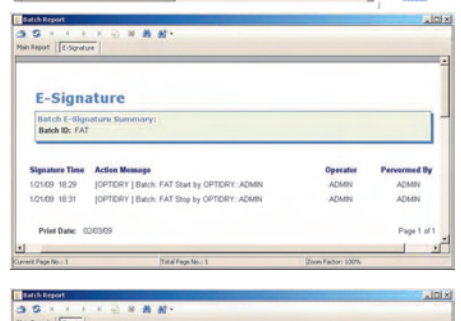 Batch Report
Main Report E-Signature
E-Signature
Batch E-Signature Summary:
Batch ID: FAT
Signature Time Action Message Operator Pervormed By
1/21/09 18:29 [OPTIDRY ] Batch: FAT Start by OPTIDRY::ADMIN ADMIN ADMIN
1/21/09 18:31 [OPTIDRY ] Batch: FAT Stop by OPTIDRY::ADMIN ADMIN ADMIN
Print Date: 02/03/09 Page 1 of 1
Current Page No.: 1 Total Page No.: 1 Zoom Factor: 100%
Batch Report